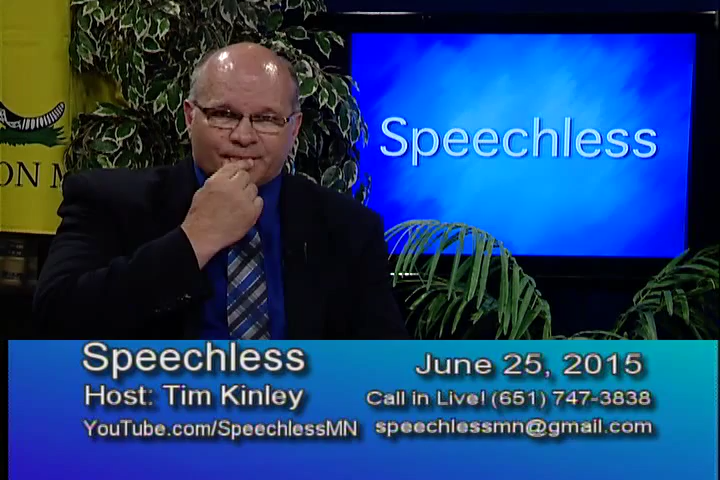 ON M
Speechless
Speechless
Host: Tim Kinley
YouTube.com/SpeechlessMN
June 25, 2015
Call in Live! (651) 747-3838
speechlessmn@gmail.com